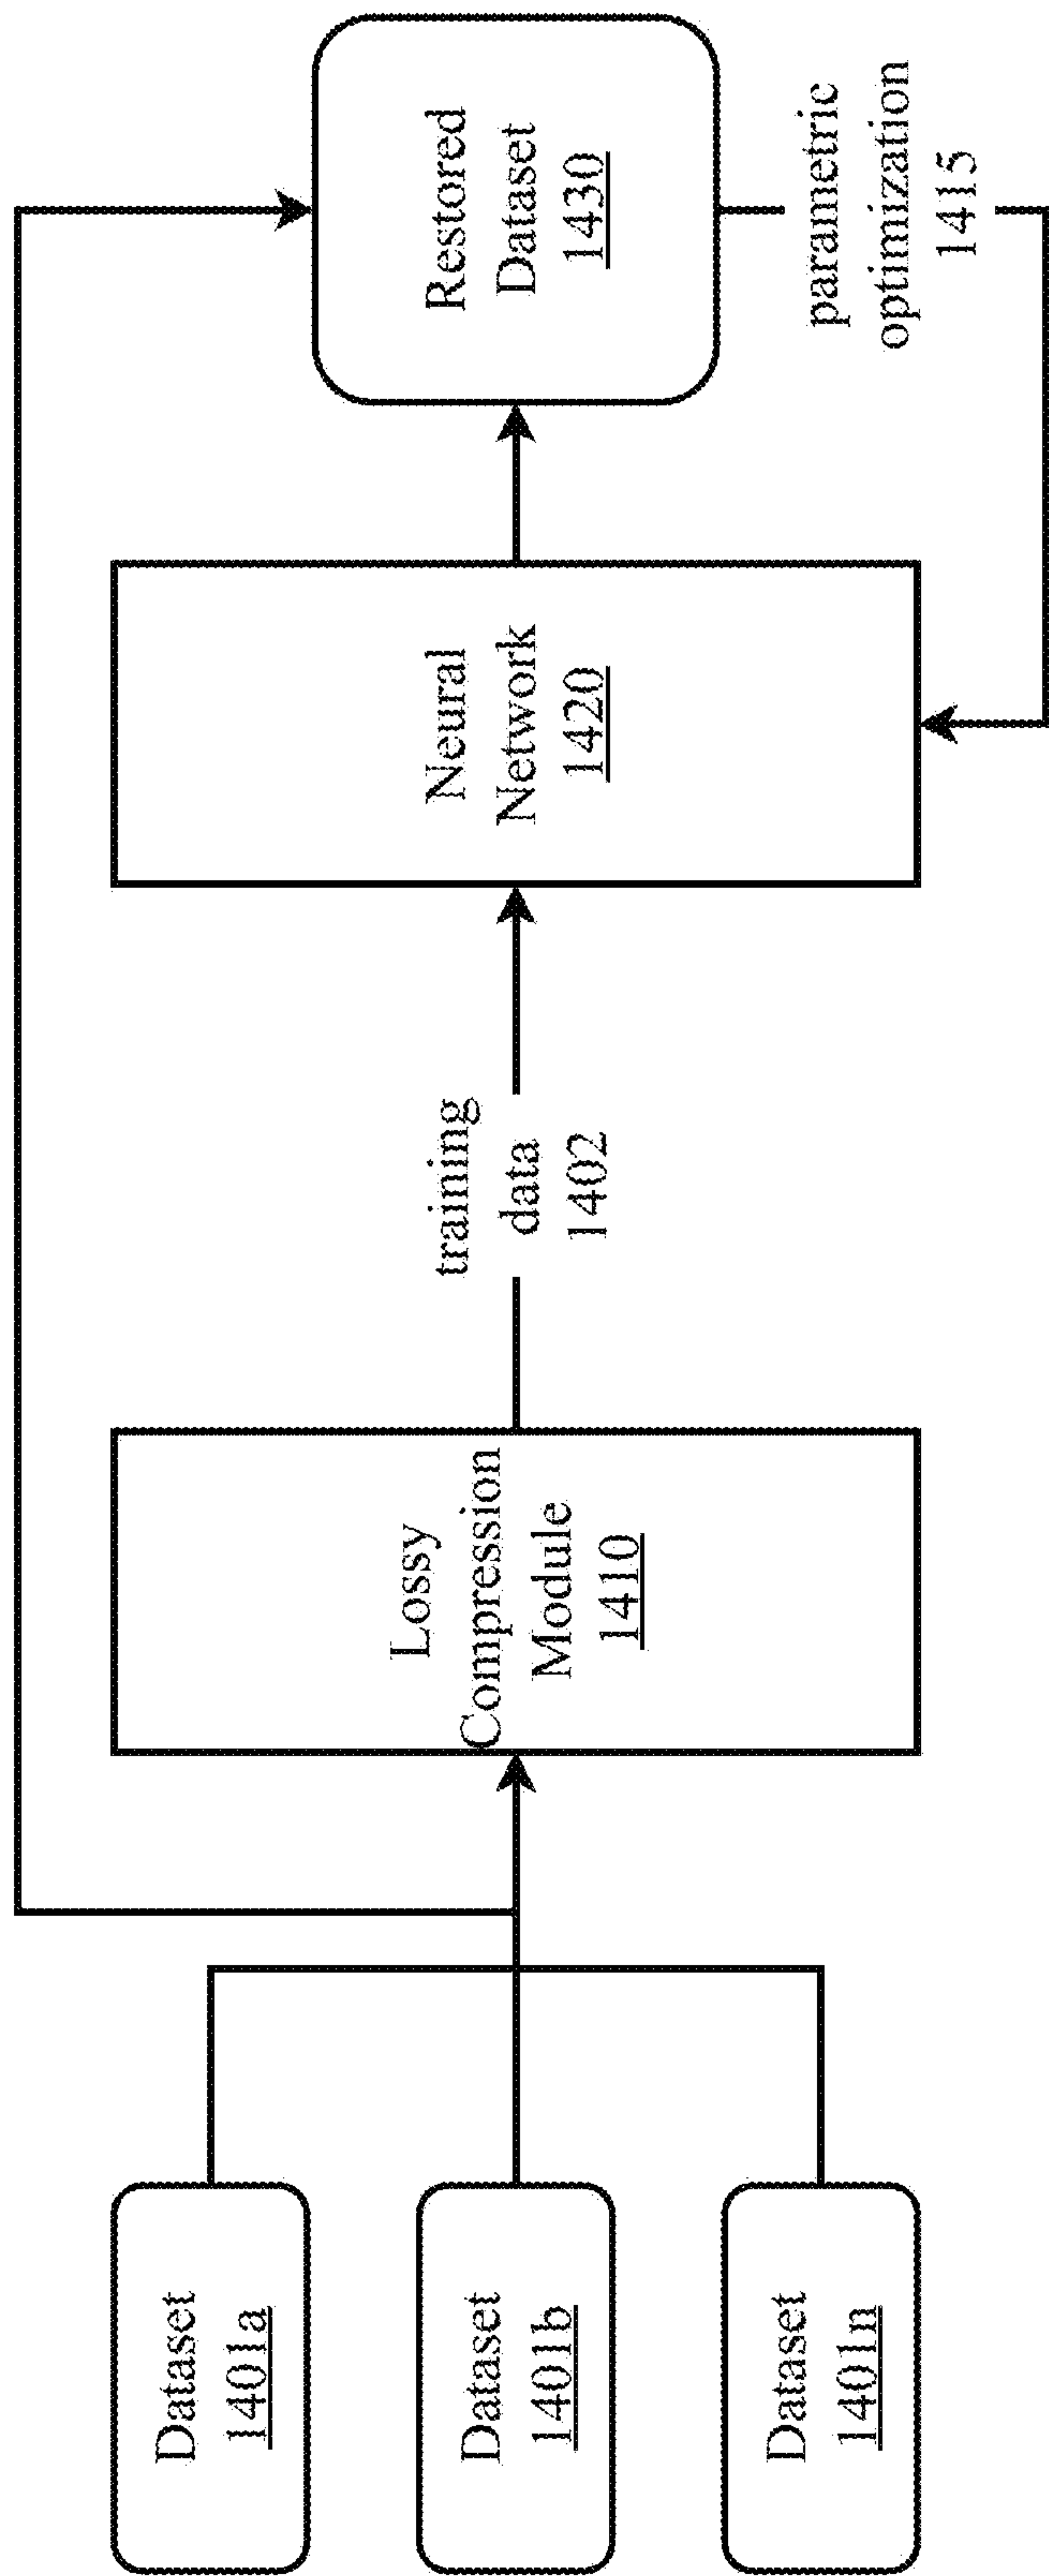 Dataset
1401a
Dataset
1401b
Dataset
1401n
Lossy
Compression
Module
1410
training
data
1402
Neural
Network
1420
Restored
Dataset
1430
parametric
optimization
1415